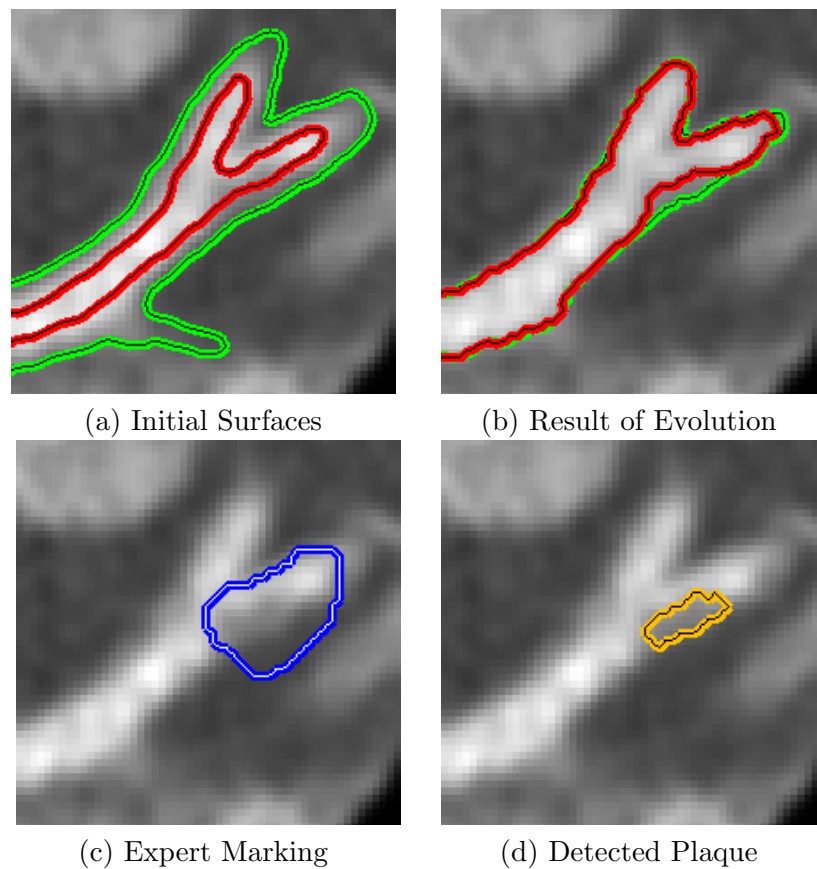 (a) Initial Surfaces
(b) Result of Evolution
(c) Expert Marking
(d) Detected Plaque